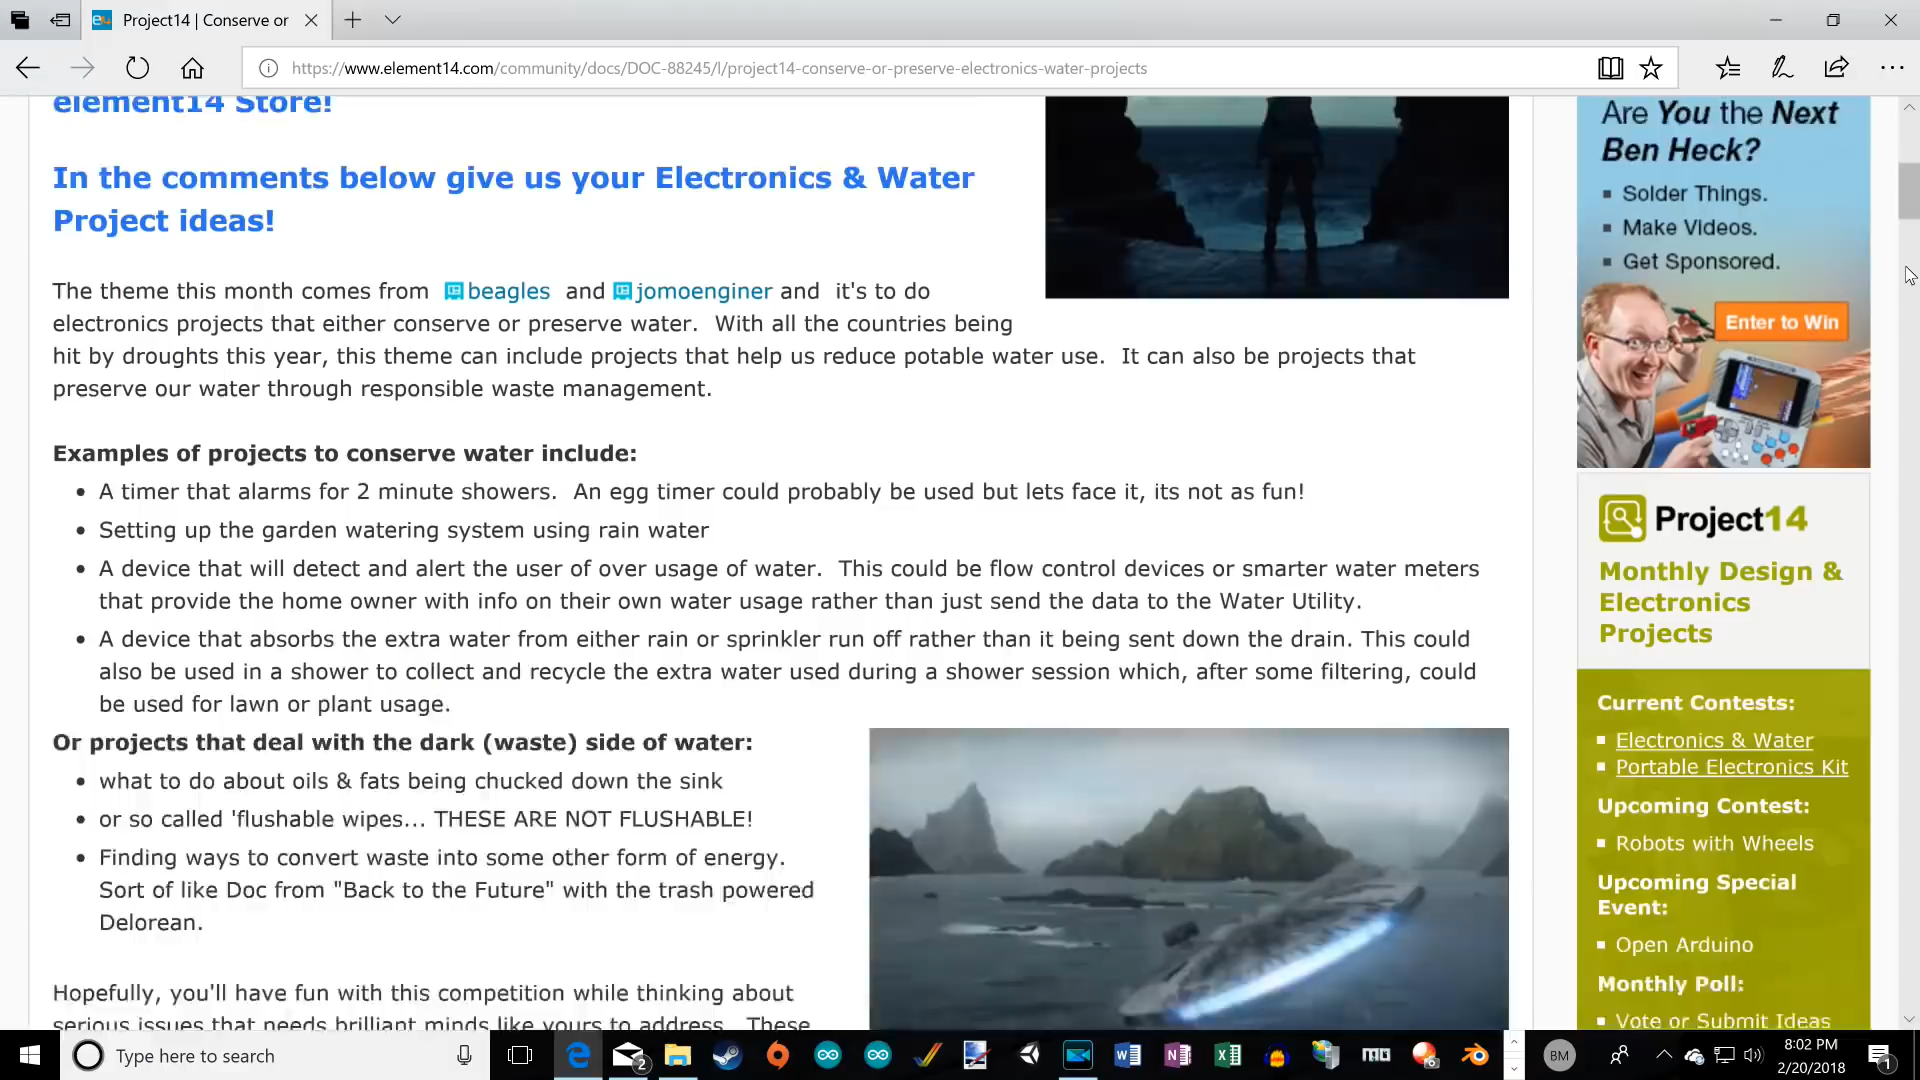 Project14 | Conserve or
https://www.element14.com/community/docs/DOC-88245/l/project14-conserve-or-preserve-electronics-water-projects
element14 Store!
In the comments below give us your Electronics & Water
Project ideas!
The theme this month comes from beagles and jomoenginer and it's to do
electronics projects that either conserve or preserve water. With all the countries being
hit by droughts this year, this theme can include projects that help us reduce potable water use. It can also be projects that
preserve our water through responsible waste management.
Examples of projects to conserve water include:
• A timer that alarms for 2 minute showers. An egg timer could probably be used but lets face it, its not as fun!
• Setting up the garden watering system using rain water
• A device that will detect and alert the user of over usage of water. This could be flow control devices or smarter water meters
that provide the home owner with info on their own water usage rather than just send the data to the Water Utility.
• A device that absorbs the extra water from either rain or sprinkler run off rather than it being sent down the drain. This could
also be used in a shower to collect and recycle the extra water used during a shower session which, after some filtering, could
be used for lawn or plant usage.
Or projects that deal with the dark (waste) side of water:
• what to do about oils & fats being chucked down the sink
• or so called 'flushable wipes... THESE ARE NOT FLUSHABLE!
• Finding ways to convert waste into some other form of energy.
Sort of like Doc from "Back to the Future" with the trash powered
Delorean.
Hopefully, you'll have fun with this competition while thinking about
serious issues that needs brilliant minds like yours to address. These
Are You the Next
Ben Heck?
Solder Things.
Make Videos.
Get Sponsored.
Enter to Win
Project14
Monthly Design &
Electronics
Projects
Current Contests:
Electronics & Water
Portable Electronics Kit
Upcoming Contest:
Robots with Wheels
Upcoming Special
Event:
Open Arduino
Monthly Poll:
Vote or Submit Ideas
Type here to search
2
BM
8:02 PM
2/20/2018
1